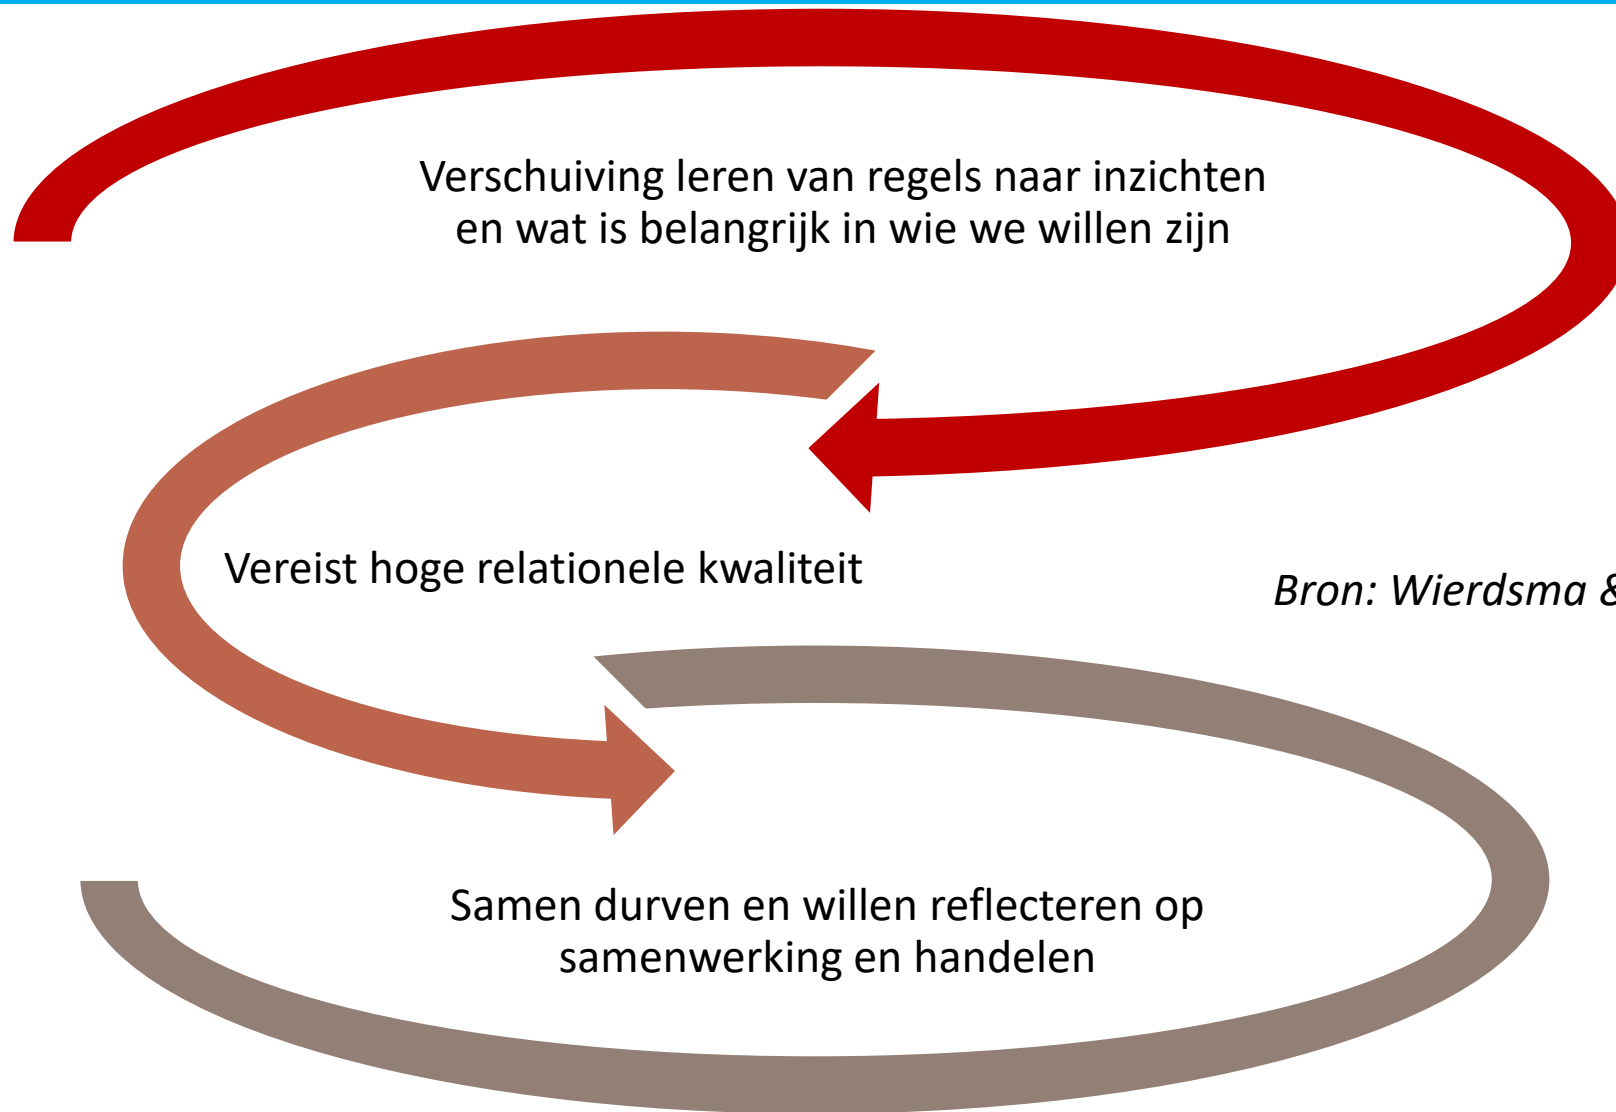 Verschuiving leren van regels naar inzichten
en wat is belangrijk in wie we willen zijn
Vereist hoge relationele kwaliteit
Bron: Wierdsma &
Samen durven en willen reflecteren op
samenwerking en handelen